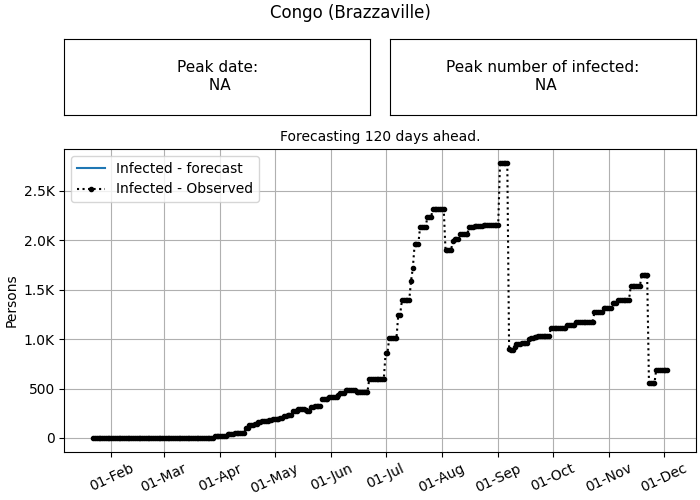 Congo (Brazzaville)
Peak date:
NA
Peak number of infected:
NA
Forecasting 120 days ahead.
Infected - forecast
Infected - Observed
2.5K
2.0K
1.5K
1.0K
500
0
Persons
01-Feb
01-Mar
01-Apr
01-May
01-Jun
01-Jul
01-Aug
01-Sep
01-Oct
01-Nov
01-Dec